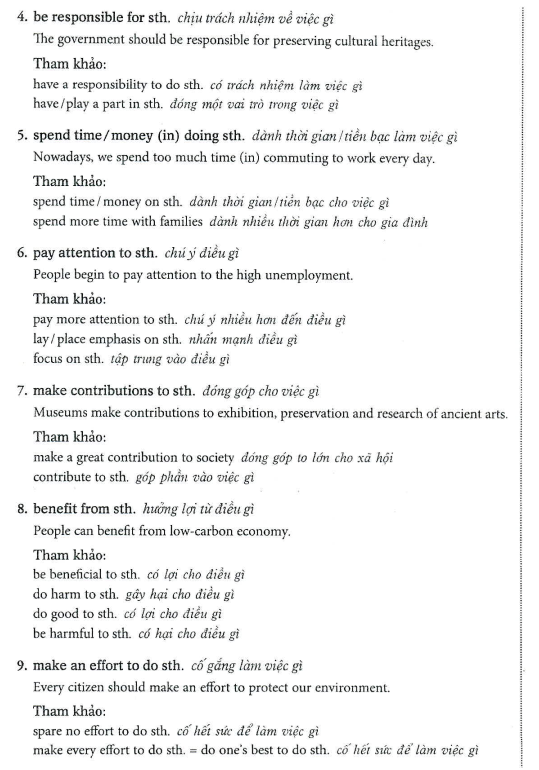 4. be responsible for sth. chịu trách nhiệm về việc gì
The government should be responsible for preserving cultural heritages.
Tham khảo:
have a responsibility to do sth. có trách nhiệm làm việc gì
have/play a part in sth. đóng một vai trò trong việc gì
5. spend time/money (in) doing sth. dành thời gian/tiền bạc làm việc gì
Nowadays, we spend too much time (in) commuting to work every day.
Tham khảo:
spend time/money on sth. dành thời gian/tiền bạc cho việc gì
spend more time with families dành nhiều thời gian hơn cho gia đình
6. pay attention to sth. chú ý điều gì
People begin to pay attention to the high unemployment.
Tham khảo:
pay more attention to sth. chú ý nhiều hơn đến điều gì
lay/place emphasis on sth. nhấn mạnh điều gì
focus on sth. tập trung vào điều gì
7. make contributions to sth. đóng góp cho việc gì
Museums make contributions to exhibition, preservation and research of ancient arts.
Tham khảo:
make a great contribution to society đóng góp to lớn cho xã hội
contribute to sth. góp phần vào việc gì
8. benefit from sth. hưởng lợi từ điều gì
People can benefit from low-carbon economy.
Tham khảo:
be beneficial to sth. có lợi cho điều gì
do harm to sth. gây hại cho điều gì
do good to sth. có lợi cho điều gì
be harmful to sth. có hại cho điều gì
9. make an effort to do sth. cố gắng làm việc gì
Every citizen should make an effort to protect our environment.
Tham khảo:
spare no effort to do sth. cố hết sức để làm việc gì
make every effort to do sth. = do one's best to do sth. cố hết sức để làm việc gì